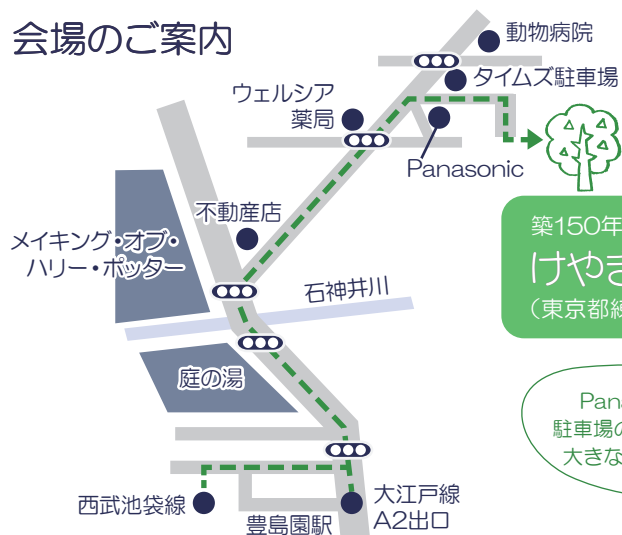 会場のご案内
動物病院
タイムズ駐車場
ウェルシア
薬局
Panasonic
不動産店
メイキング・オブ・
ハリー・ポッター
石神井川
庭の湯
築150年
けやき
(東京都練
Pana
駐車場の
大きな
西武池袋線
豊島園駅
大江戸線
A2出口